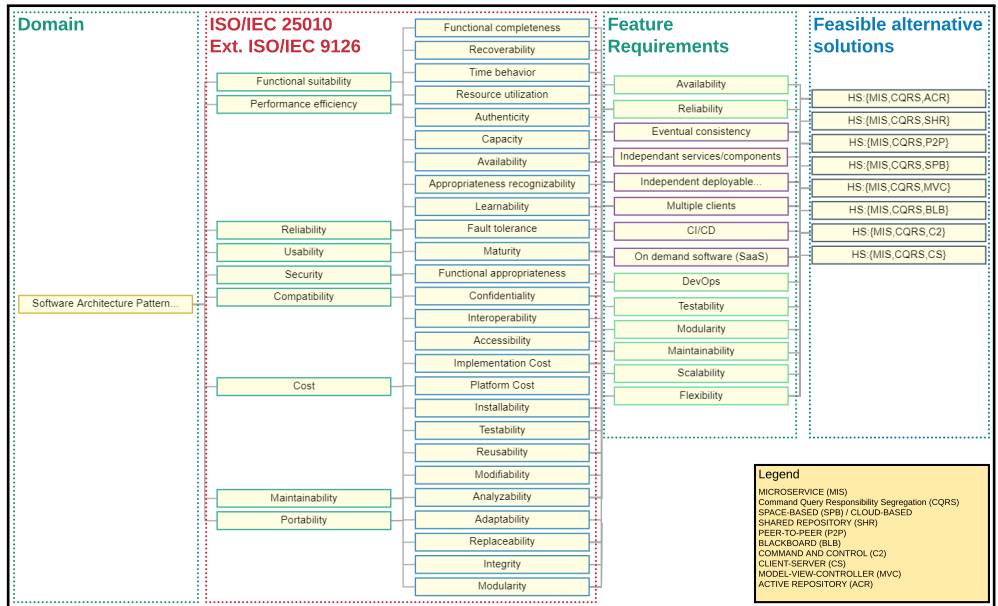 Domain
Software Architecture Pattern...
ISO/IEC 25010
Ext. ISO/IEC 9126
Functional suitability
Performance efficiency
Reliability
Usability
Security
Compatibility
Cost
Maintainability
Portability
Functional completeness
Recoverability
Time behavior
Resource utilization
Authenticity
Capacity
Availability
Appropriateness recognizability
Learnability
Fault tolerance
Maturity
Functional appropriateness
Confidentiality
Interoperability
Accessibility
Implementation Cost
Platform Cost
Installability
Testability
Reusability
Modifiability
Analyzability
Adaptability
Replaceability
Integrity
Modularity
Feature
Requirements
Availability
Reliability
Eventual consistency
Independant services/components
Independent deployable...
Multiple clients
CI/CD
On demand software (SaaS)
DevOps
Testability
Modularity
Maintainability
Scalability
Flexibility
Feasible alternative
solutions
HS:{MIS,CQRS,ACR}
HS:{MIS,CQRS,SHR}
HS:{MIS,CQRS,P2P}
HS:{MIS,CQRS,SPB}
HS:{MIS,CQRS,MVC}
HS:{MIS,CQRS,BLB}
HS:{MIS,CQRS,C2}
HS:{MIS,CQRS,CS}
Legend
MICROSERVICE (MIS)
Command Query Responsibility Segregation (CQRS)
SPACE-BASED (SPB) / CLOUD-BASED
SHARED REPOSITORY (SHR)
PEER-TO-PEER (P2P)
BLACKBOARD (BLB)
COMMAND AND CONTROL (C2)
CLIENT-SERVER (CS)
MODEL-VIEW-CONTROLLER (MVC)
ACTIVE REPOSITORY (ACR)